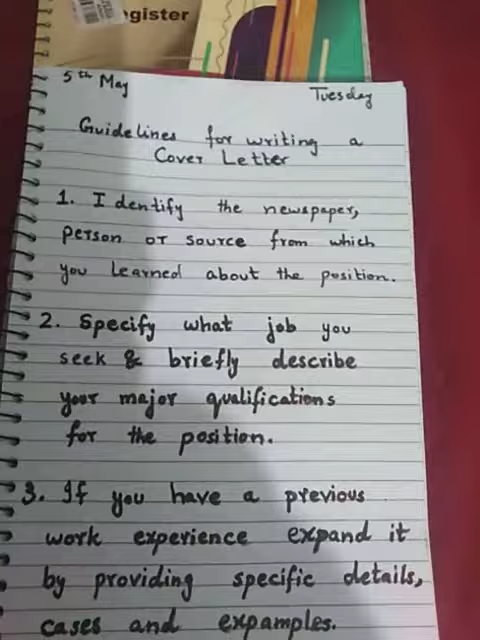 gister
5th May
Tuesday
Guidelines for writing a
Cover Letter
1. Identify the newspaper,
person or source from which
you learned about the position.
2. Specify what job you
seek & briefly describe
your major qualifications
for the position.
3. If you have a previous
work experience expand it
by providing specific details,
cases and expamples.